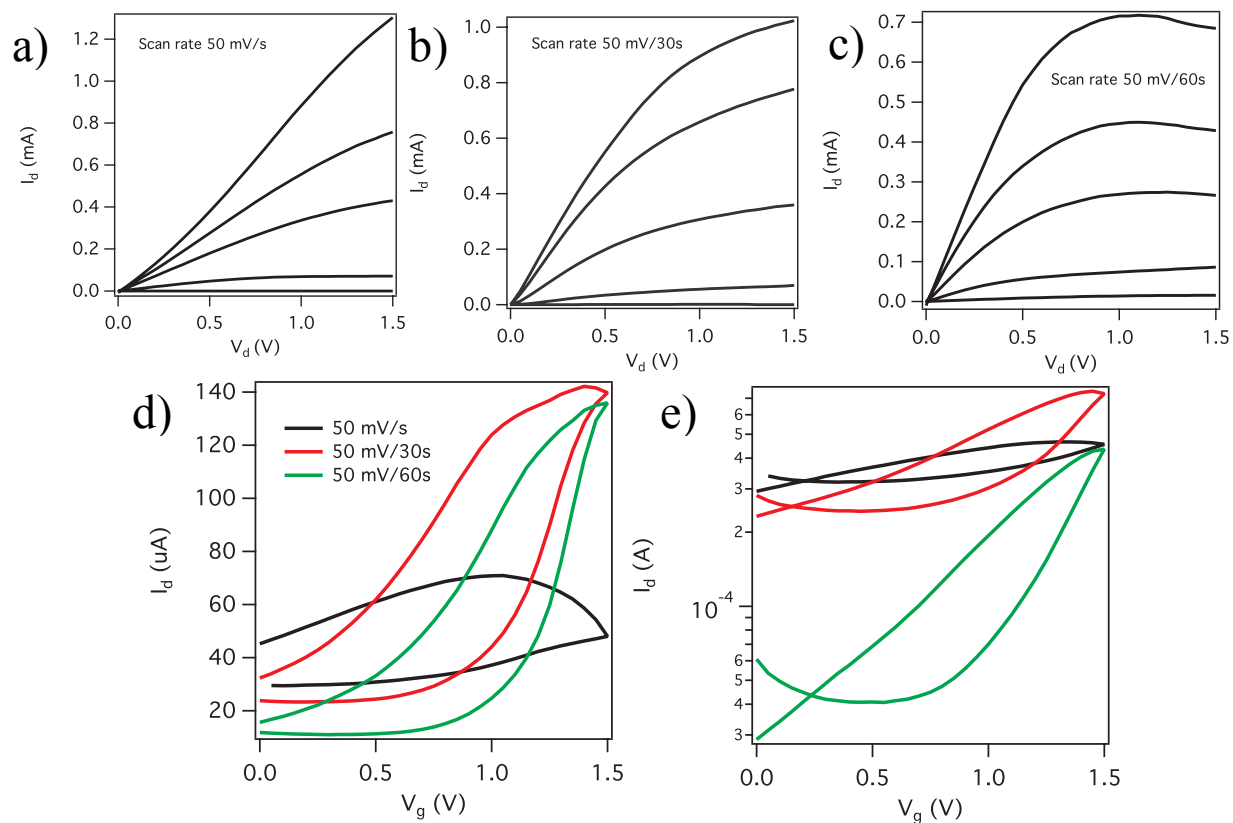 a)
Scan rate 50 mV/s
1.2
1.0
0.8
0.6
0.4
0.2
0.0
I_d (mA)
0.0 0.5 1.0 1.5
V_d (V)
b)
Scan rate 50 mV/30s
1.0
0.8
0.6
0.4
0.2
0.0
I_d (mA)
0.0 0.5 1.0 1.5
V_d (V)
c)
Scan rate 50 mV/60s
0.7
0.6
0.5
0.4
0.3
0.2
0.1
0.0
I_d (mA)
0.0 0.5 1.0 1.5
V_d (V)
d)
50 mV/s
50 mV/30s
50 mV/60s
140
120
100
80
60
40
20
I_d (uA)
0.0 0.5 1.0 1.5
V_g (V)
e)
6
5
4
3
2
10^-4
6
5
4
3
I_d (A)
0.0 0.5 1.0 1.5
V_g (V)